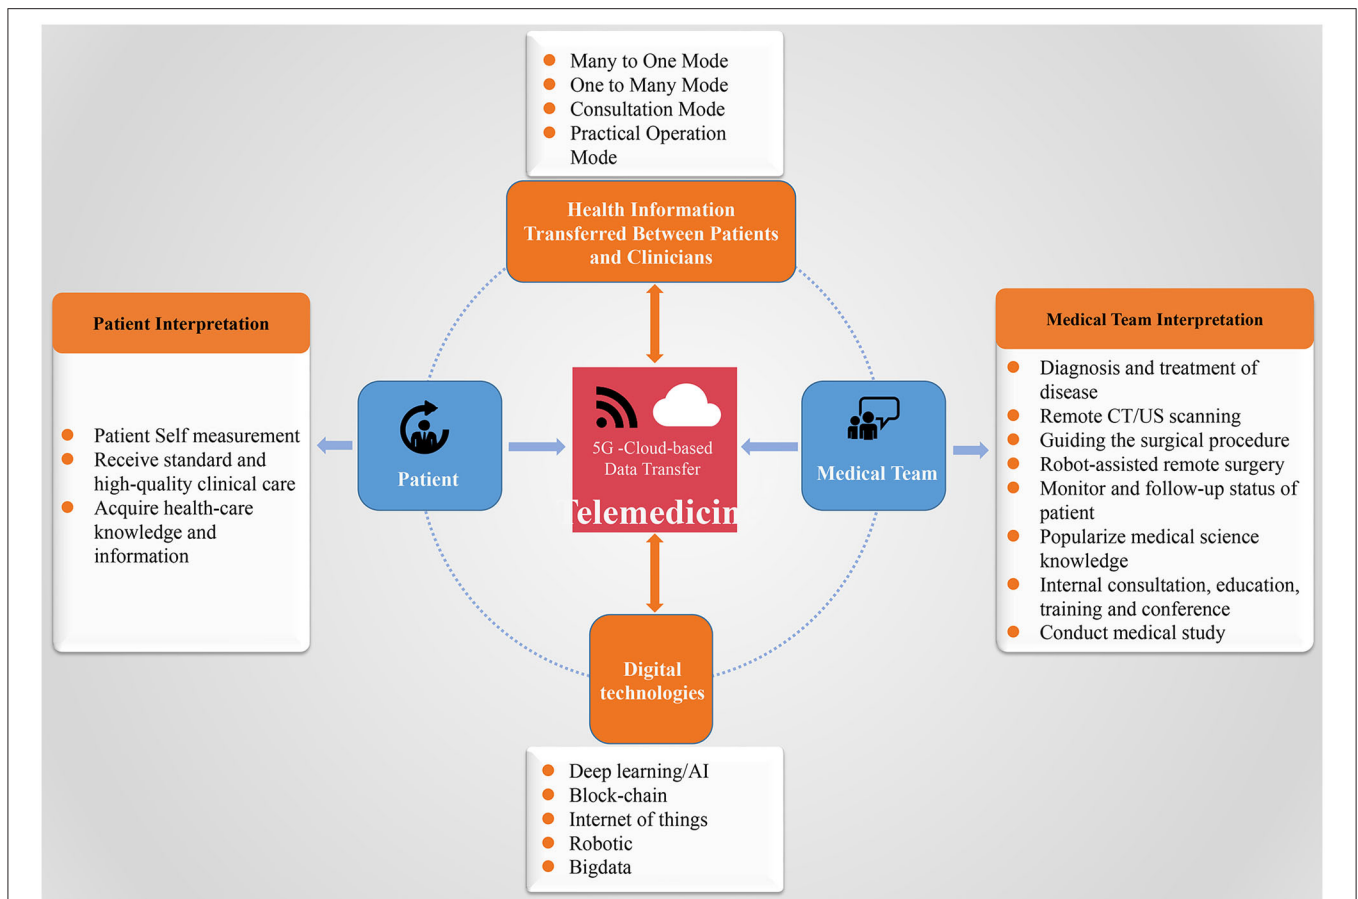 Many to One Mode
One to Many Mode
Consultation Mode
Practical Operation
Mode
Health Information
Transferred Between Patients
and Clinicians
Patient Interpretation
Patient Self measurement
Receive standard and
high-quality clinical care
Acquire health-care
knowledge and
information
Patient
5G -Cloud-based
Data Transfer
Telemedicin
Medical Team
Medical Team Interpretation
Diagnosis and treatment of
disease
Remote CT/US scanning
Guiding the surgical procedure
Robot-assisted remote surgery
Monitor and follow-up status of
patient
Popularize medical science
knowledge
Internal consultation, education,
training and conference
Conduct medical study
Digital
technologies
Deep learning/AI
Block-chain
Internet of things
Robotic
Bigdata